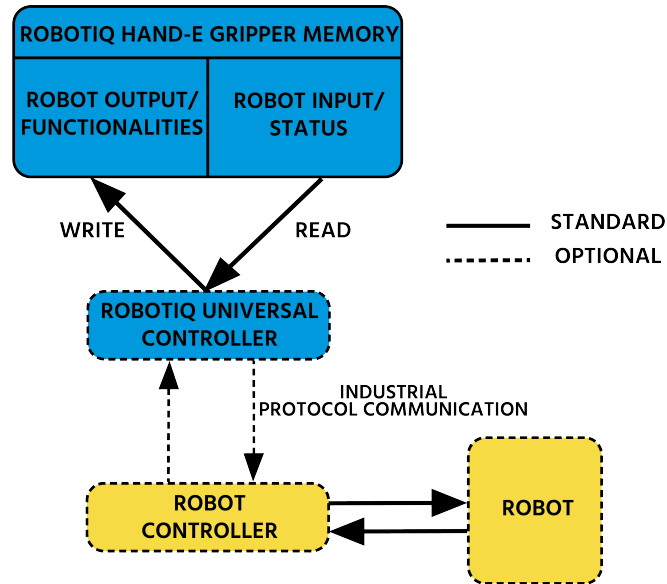 ROBOTIQ HAND-E GRIPPER MEMORY
ROBOT OUTPUT/
FUNCTIONALITIES
ROBOT INPUT/
STATUS
WRITE
READ
STANDARD
OPTIONAL
ROBOTIQ UNIVERSAL
CONTROLLER
INDUSTRIAL
PROTOCOL COMMUNICATION
ROBOT
CONTROLLER
ROBOT